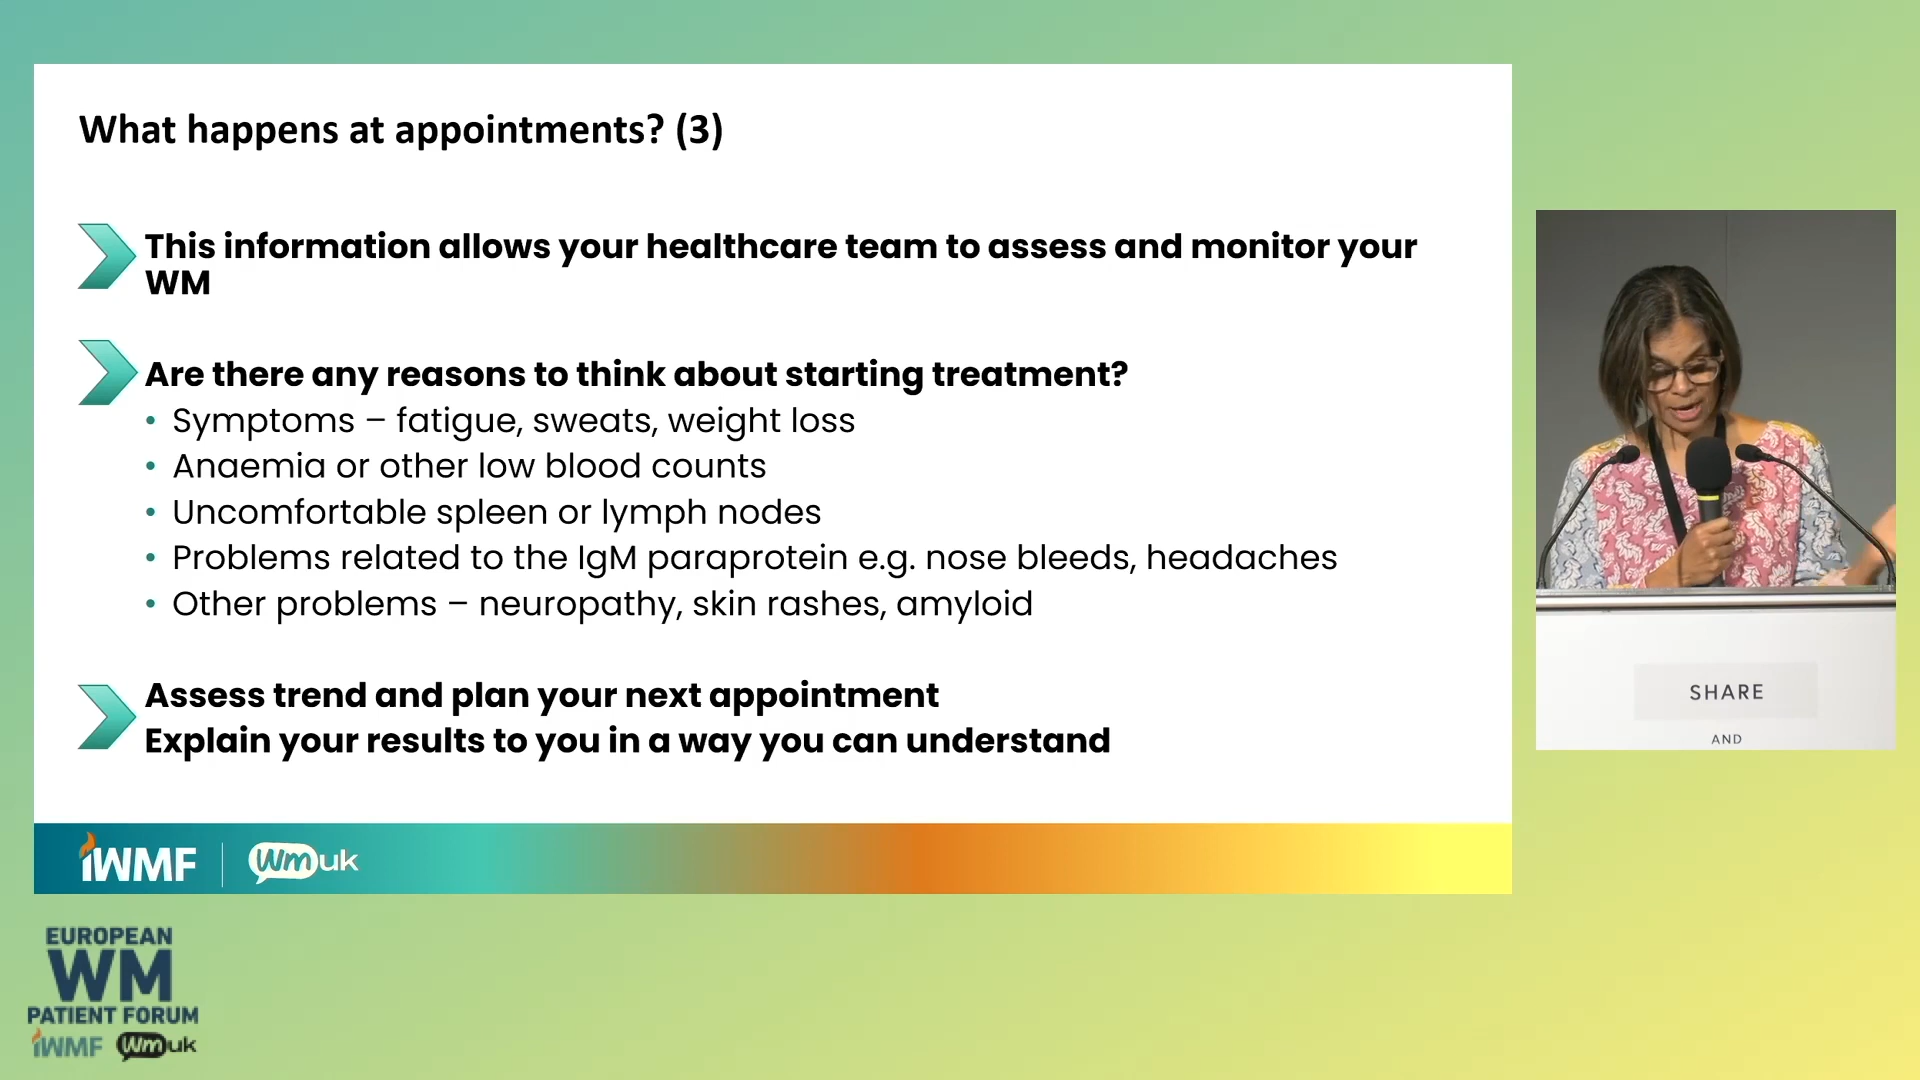 What happens at appointments? (3)
This information allows your healthcare team to assess and monitor your
WM
Are there any reasons to think about starting treatment?
• Symptoms – fatigue, sweats, weight loss
• Anaemia or other low blood counts
• Uncomfortable spleen or lymph nodes
• Problems related to the IgM paraprotein e.g. nose bleeds, headaches
• Other problems – neuropathy, skin rashes, amyloid
Assess trend and plan your next appointment
Explain your results to you in a way you can understand
iWMF
Wmuk
SHARE
AND
EUROPEAN
WM
PATIENT FORUM
iWMF Wmuk